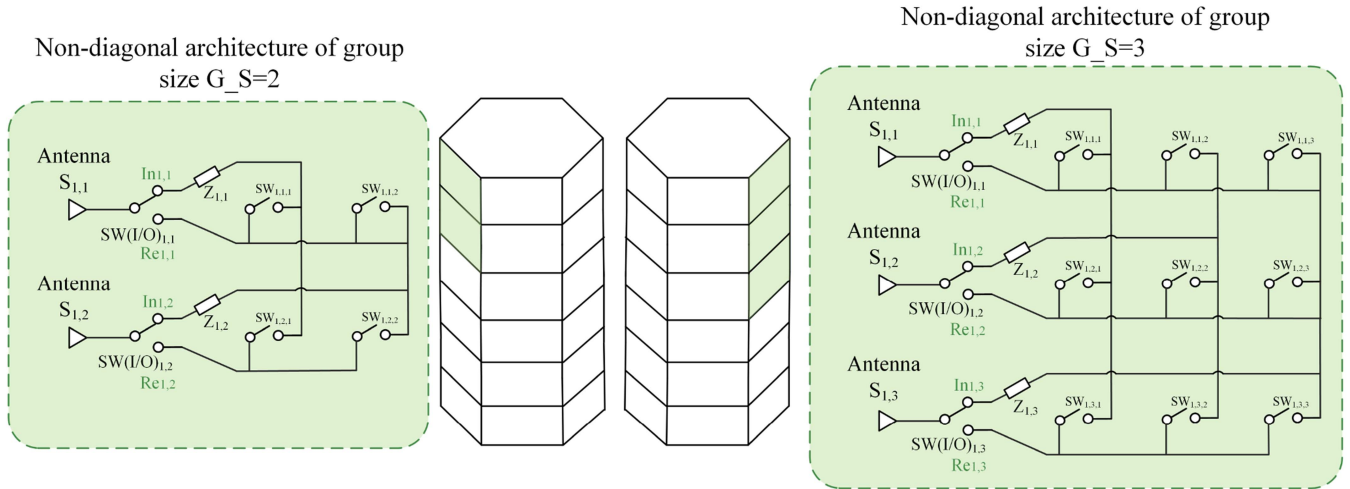 Non-diagonal architecture of group
size G_S=2
Antenna
S1,1
In1,1
Z1,1
SW1,1,1
SW1,1,2
SW(I/O)1,1
Re1,1
Antenna
S1,2
In1,2
Z1,2
SW1,2,1
SW1,2,2
SW(I/O)1,2
Re1,2
Non-diagonal architecture of group
size G_S=3
Antenna
S1,1
In1,1
Z1,1
SW1,1,1
SW1,1,2
SW1,1,3
SW(I/O)1,1
Re1,1
Antenna
S1,2
In1,2
Z1,2
SW1,2,1
SW1,2,2
SW1,2,3
SW(I/O)1,2
Re1,2
Antenna
S1,3
In1,3
Z1,3
SW1,3,1
SW1,3,2
SW1,3,3
SW(I/O)1,3
Re1,3